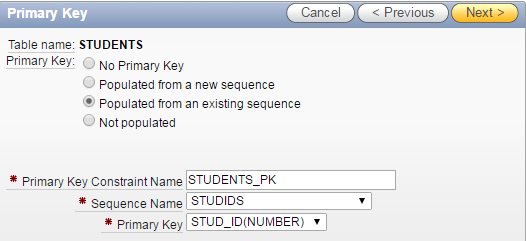 Primary Key Cancel < Previous Next >
Table name: STUDENTS
Primary Key: No Primary Key
Populated from a new sequence
Populated from an existing sequence
Not populated
* Primary Key Constraint Name STUDENTS_PK
* Sequence Name STUDIDS
* Primary Key STUD_ID(NUMBER)